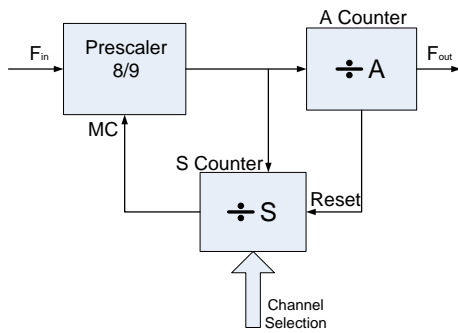 A Counter
Prescaler
8/9
Fin
÷ A
Fout
MC
S Counter
÷ S
Reset
Channel
Selection